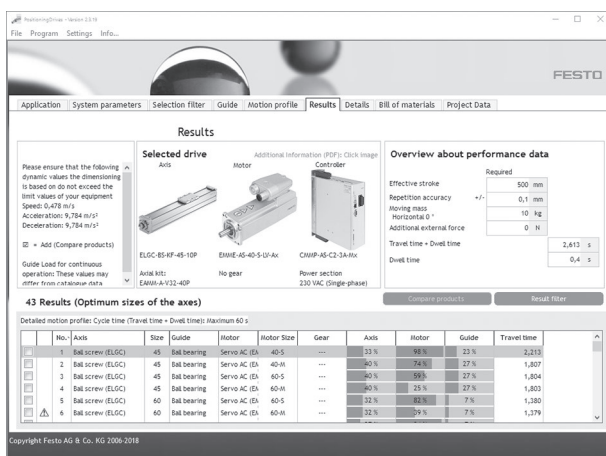 PositioningDrives - Version 2.3.19
File Program Settings Info...
FESTO
Application System parameters Selection filter Guide Motion profile Results Details Bill of materials Project Data
Results
Please ensure that the following
dynamic values the dimensioning
is based on do not exceed the
limit values of your equipment
Speed: 0,478 m/s
Acceleration: 9,784 m/s²
Deceleration: 9,784 m/s²
+ Add (Compare products)
Guide Load for continuous
operation: These values may
differ from catalogue data
Selected drive
Additional information (PDF): Click image
Axis Motor Controller
ELGC-BS-KF-45-10P EMME-AS-40-S-LV-Ax CMMP-AS-C2-3A-Mx
Axial kit: No gear Power section
EAMM-A-V32-40P 230 VAC (Single-phase)
Overview about performance data
Required
Effective stroke 500 mm
Repetition accuracy +/- 0,1 mm
Moving mass
Horizontal 0 ° 10 kg
Additional external force 0 N
Travel time + Dwell time 2,613 s
Dwell time 0,4 s
43 Results (Optimum sizes of the axes)
Compare products Result filter
Detailed motion profile: Cycle time (Travel time + Dwell time): Maximum 60 s
No. Axis Size Guide Motor Motor Size Gear Axis Motor Guide Travel time
1 Ball screw (ELGC) 45 Ball bearing Servo AC (EM 40-S --- 33 % 98 % 23 % 2,213
2 Ball screw (ELGC) 45 Ball bearing Servo AC (EM 40-M --- 40 % 74 % 27 % 1,807
3 Ball screw (ELGC) 45 Ball bearing Servo AC (EM 60-S --- 40 % 59 % 27 % 1,804
4 Ball screw (ELGC) 45 Ball bearing Servo AC (EM 60-M --- 40 % 25 % 27 % 1,803
5 Ball screw (ELGC) 60 Ball bearing Servo AC (EM 60-S --- 32 % 82 % 7 % 1,380
6 Ball screw (ELGC) 60 Ball bearing Servo AC (EM 60-M --- 32 % 39 % 7 % 1,379
Copyright Festo AG & Co. KG 2006-2018